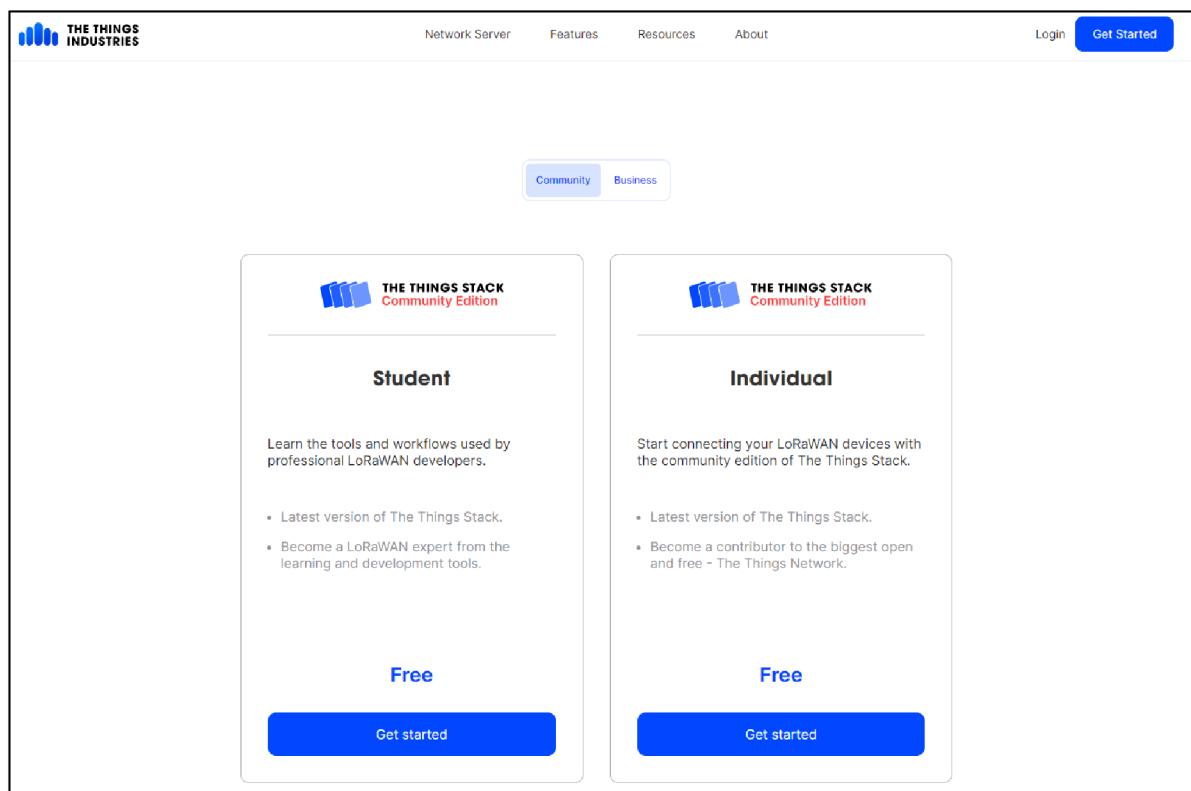 THE THINGS
INDUSTRIES
Network Server
Features
Resources
About
Login
Get Started
Community
Business
THE THINGS STACK
Community Edition
Student
Learn the tools and workflows used by
professional LoRaWAN developers.
• Latest version of The Things Stack.
• Become a LoRaWAN expert from the
learning and development tools.
Free
Get started
THE THINGS STACK
Community Edition
Individual
Start connecting your LoRaWAN devices with
the community edition of The Things Stack.
• Latest version of The Things Stack.
• Become a contributor to the biggest open
and free - The Things Network.
Free
Get started